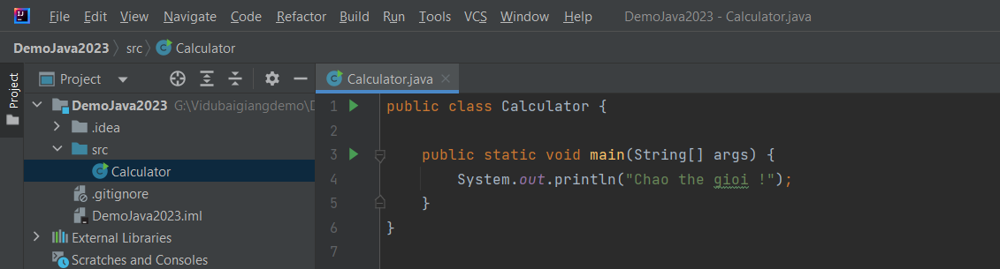 File Edit View Navigate Code Refactor Build Run Tools VCS Window Help DemoJava2023 - Calculator.java
DemoJava2023 src Calculator
Project
Project
Calculator.java
DemoJava2023 G:\Vidubaigiangdemo\D
.idea
src
Calculator
.gitignore
DemoJava2023.iml
External Libraries
Scratches and Consoles
1 public class Calculator {
2
3 public static void main(String[] args) {
4 System.out.println("Chao the gioi !");
5 }
6 }
7